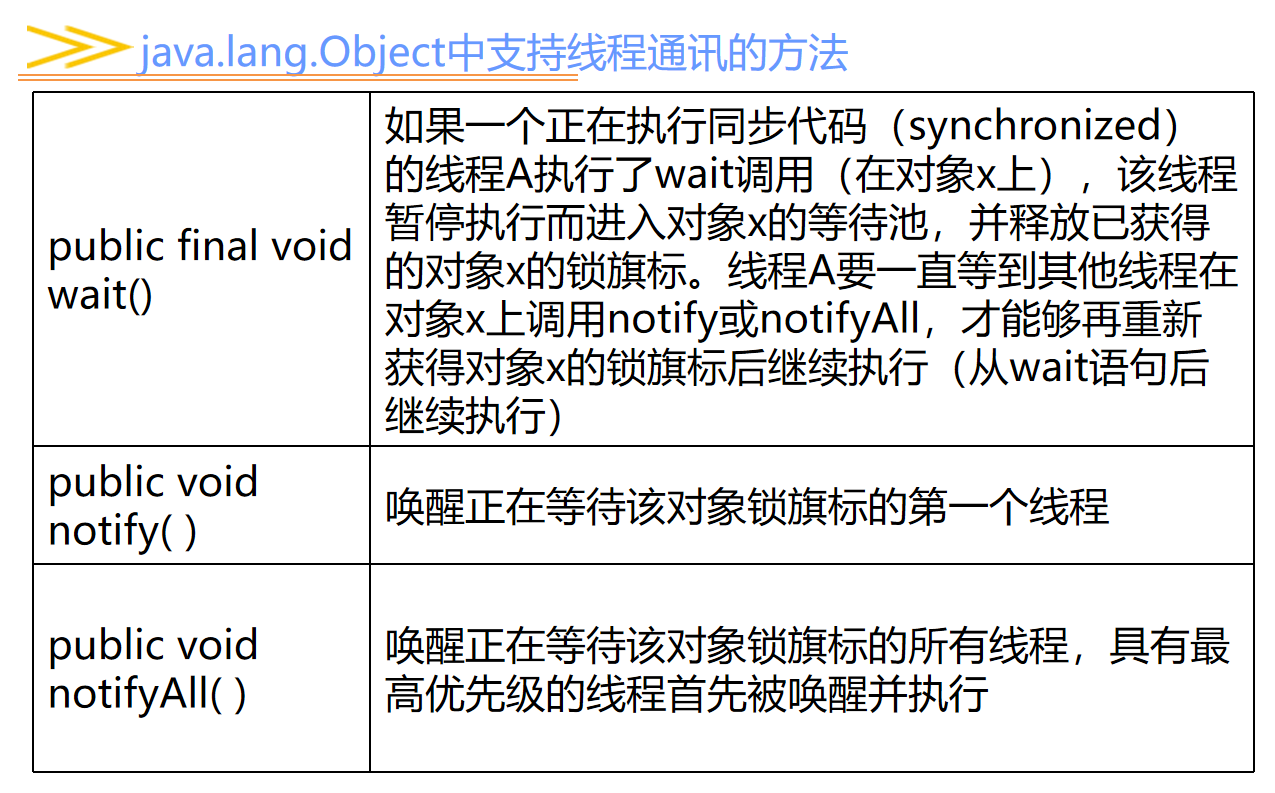 java.lang.Object中支持线程通讯的方法
public final void
wait()
如果一个正在执行同步代码（synchronized）
的线程A执行了wait调用（在对象x上），该线程
暂停执行而进入对象x的等待池，并释放已获得
的对象x的锁旗标。线程A要一直等到其他线程在
对象x上调用notify或notifyAll，才能够再重新
获得对象x的锁旗标后继续执行（从wait语句后
继续执行）
public void
notify( )
唤醒正在等待该对象锁旗标的第一个线程
public void
notifyAll( )
唤醒正在等待该对象锁旗标的所有线程，具有最
高优先级的线程首先被唤醒并执行